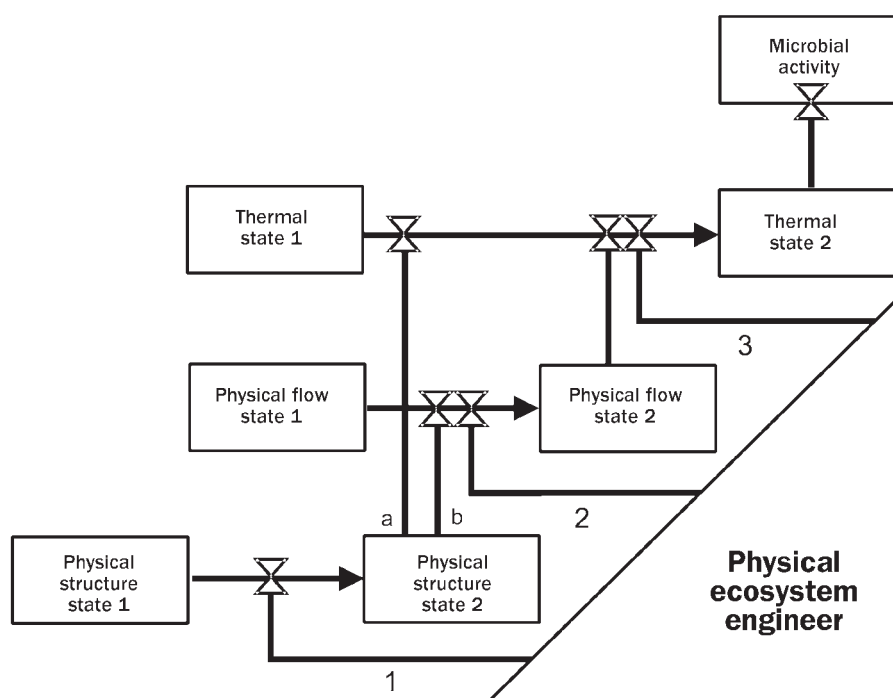 Microbial
activity
Thermal
state 1
Thermal
state 2
3
Physical flow
state 1
Physical flow
state 2
a
b
2
Physical
structure
state 1
Physical
structure
state 2
Physical
ecosystem
engineer
1